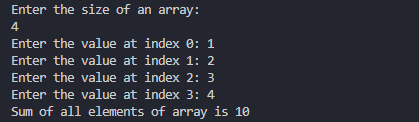 Enter the size of an array:
4
Enter the value at index 0: 1
Enter the value at index 1: 2
Enter the value at index 2: 3
Enter the value at index 3: 4
Sum of all elements of array is 10